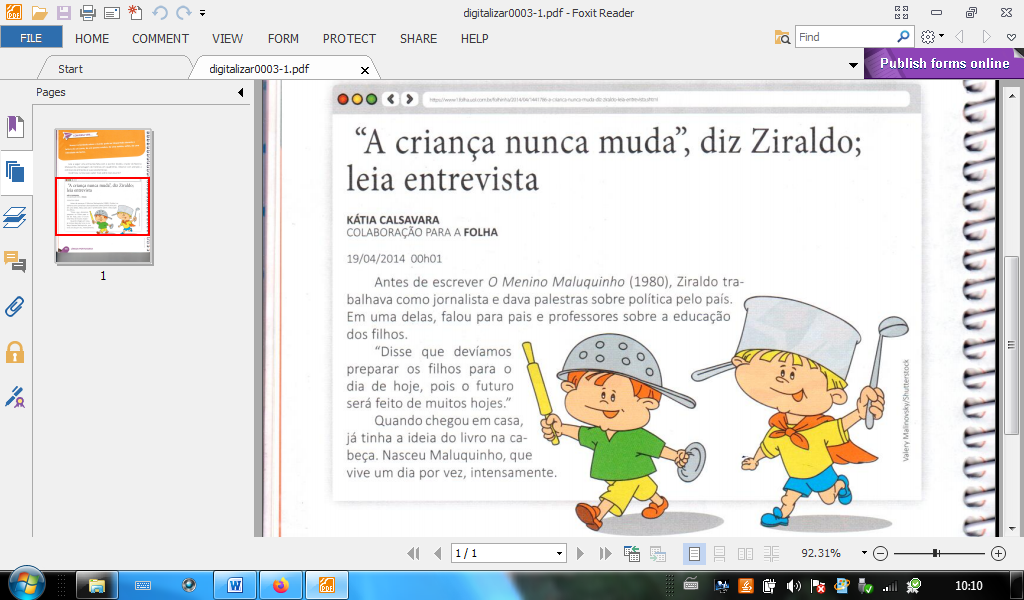 digitalizar0003-1.pdf - Foxit Reader
FILE HOME COMMENT VIEW FORM PROTECT SHARE HELP
Find
Start
digitalizar0003-1.pdf
Publish forms online
Pages
1
“A criança nunca muda”, diz Ziraldo;
leia entrevista
KÁTIA CALSAVARA
COLABORAÇÃO PARA A FOLHA
19/04/2014 00h01
Antes de escrever O Menino Maluquinho (1980), Ziraldo tra-
balhava como jornalista e dava palestras sobre política pelo país.
Em uma delas, falou para pais e professores sobre a educação
dos filhos.
“Disse que devíamos
preparar os filhos para o
dia de hoje, pois o futuro
será feito de muitos hojes.”
Quando chegou em casa,
já tinha a ideia do livro na ca-
beça. Nasceu Maluquinho, que
vive um dia por vez, intensamente.
Valery Malinovsky/Shutterstock
1 / 1
92.31%
10:10